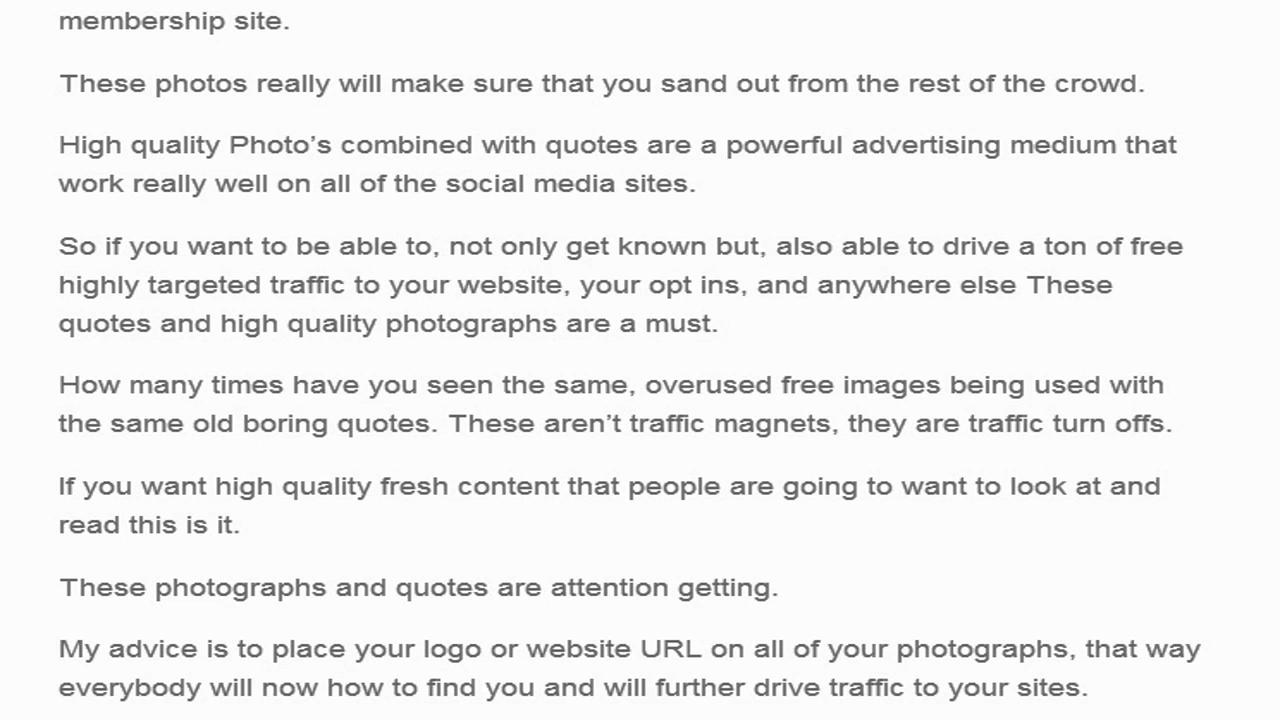 membership site.
These photos really will make sure that you sand out from the rest of the crowd.
High quality Photo’s combined with quotes are a powerful advertising medium that
work really well on all of the social media sites.
So if you want to be able to, not only get known but, also able to drive a ton of free
highly targeted traffic to your website, your opt ins, and anywhere else These
quotes and high quality photographs are a must.
How many times have you seen the same, overused free images being used with
the same old boring quotes. These aren’t traffic magnets, they are traffic turn offs.
If you want high quality fresh content that people are going to want to look at and
read this is it.
These photographs and quotes are attention getting.
My advice is to place your logo or website URL on all of your photographs, that way
everybody will now how to find you and will further drive traffic to your sites.